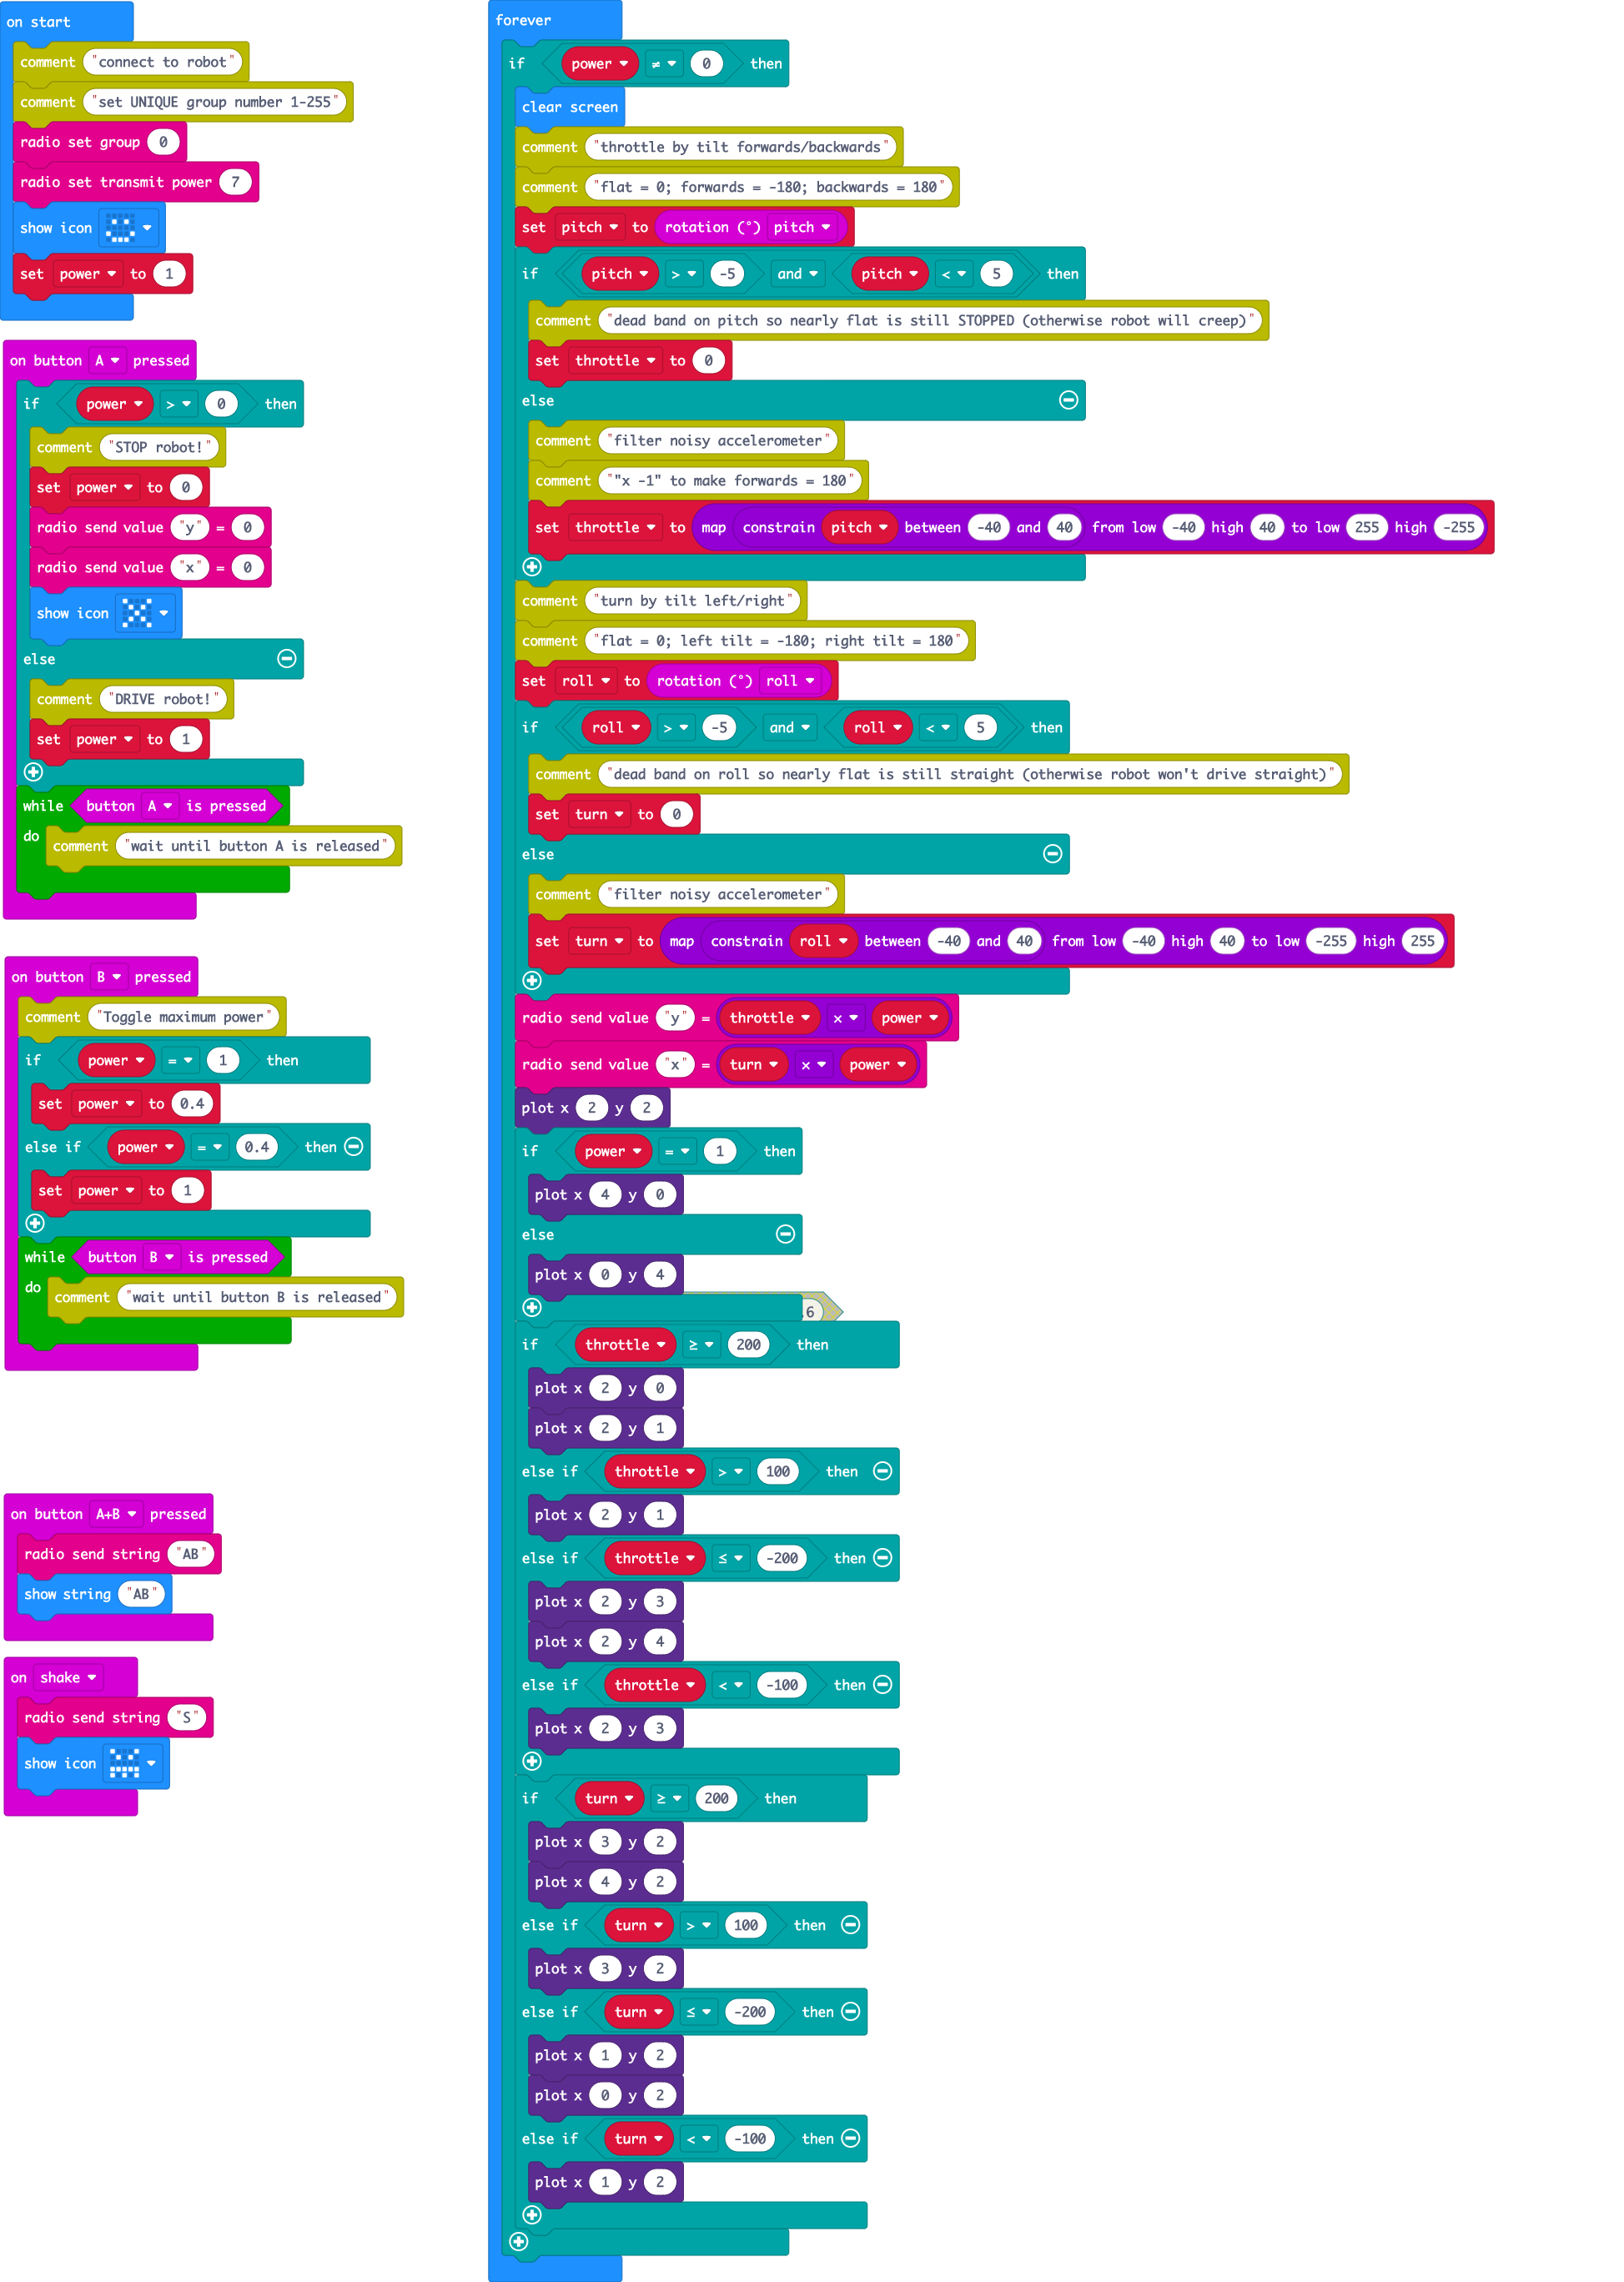 on start
comment "connect to robot"
comment "set UNIQUE group number 1-255"
radio set group 0
radio set transmit power 7
show icon
set power to 1
on button A pressed
if power > 0 then
comment "STOP robot!"
set power to 0
radio send value "y" = 0
radio send value "x" = 0
show icon
else
comment "DRIVE robot!"
set power to 1
while button A is pressed
do comment "wait until button A is released"
on button B pressed
comment "Toggle maximum power"
if power = 1 then
set power to 0.4
else if power = 0.4 then
set power to 1
while button B is pressed
do comment "wait until button B is released"
on button A+B pressed
radio send string "AB"
show string "AB"
on shake
radio send string "S"
show icon
forever
if power ≠ 0 then
clear screen
comment "throttle by tilt forwards/backwards"
comment "flat = 0; forwards = -180; backwards = 180"
set pitch to rotation (°) pitch
if pitch > -5 and pitch < 5 then
comment "dead band on pitch so nearly flat is still STOPPED (otherwise robot will creep)"
set throttle to 0
else
comment "filter noisy accelerometer"
comment ""x -1" to make forwards = 180"
set throttle to map constrain pitch between -40 and 40 from low -40 high 40 to low 255 high -255
comment "turn by tilt left/right"
comment "flat = 0; left tilt = -180; right tilt = 180"
set roll to rotation (°) roll
if roll > -5 and roll < 5 then
comment "dead band on roll so nearly flat is still straight (otherwise robot won't drive straight)"
set turn to 0
else
comment "filter noisy accelerometer"
set turn to map constrain roll between -40 and 40 from low -40 high 40 to low -255 high 255
radio send value "y" = throttle × power
radio send value "x" = turn × power
plot x 2 y 2
if power = 1 then
plot x 4 y 0
else
plot x 0 y 4
.6
if throttle ≥ 200 then
plot x 2 y 0
plot x 2 y 1
else if throttle > 100 then
plot x 2 y 1
else if throttle ≤ -200 then
plot x 2 y 3
plot x 2 y 4
else if throttle < -100 then
plot x 2 y 3
if turn ≥ 200 then
plot x 3 y 2
plot x 4 y 2
else if turn > 100 then
plot x 3 y 2
else if turn ≤ -200 then
plot x 1 y 2
plot x 0 y 2
else if turn < -100 then
plot x 1 y 2